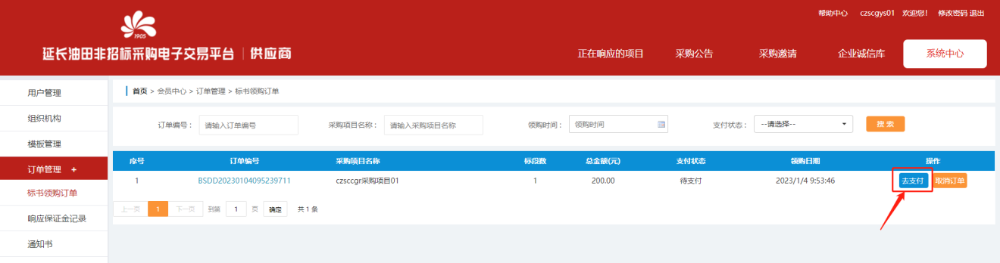 帮助中心 czscgys01 欢迎您! 修改密码 退出
1905
延长油田非招标采购电子交易平台 | 供应商
正在响应的项目 采购公告 采购邀请 企业诚信库 系统中心
用户管理
组织机构
模板管理
订单管理 +
标书领购订单
响应保证金记录
通知书
首页 > 会员中心 > 订单管理 > 标书领购订单
订单编号: 请输入订单编号 采购项目名称: 请输入采购项目名称 领购时间: 领购时间 支付状态: --请选择-- 搜 索
序号 订单编号 采购项目名称 标段数 总金额(元) 支付状态 领购日期 操作
1 BSDD20230104095239711 czsccgr采购项目01 1 200.00 待支付 2023/1/4 9:53:46 去支付 取消订单
上一页 1 下一页 到第 1 页 确定 共 1 条